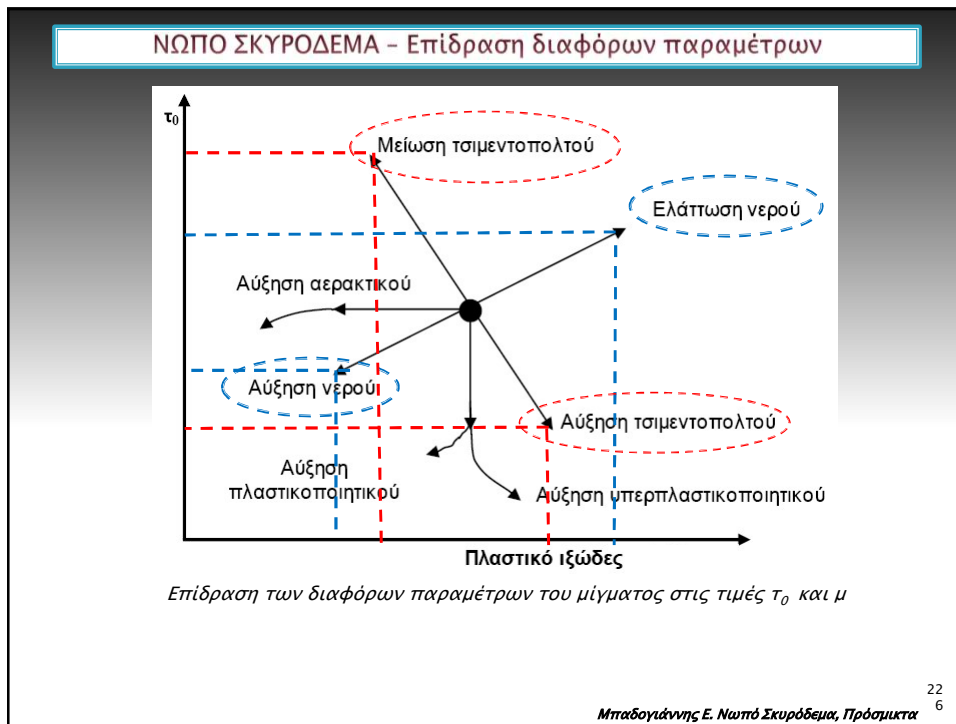 ΝΩΠΟ ΣΚΥΡΟΔΕΜΑ – Επίδραση διαφόρων παραμέτρων
τ0
Μείωση τσιμεντοπολτού
Ελάττωση νερού
Αύξηση αερακτικού
Αύξηση νερού
Αύξηση τσιμεντοπολτού
Αύξηση
πλαστικοποιητικού
Αύξηση υπερπλαστικοποιητικού
Πλαστικό ιξώδες
Επίδραση των διαφόρων παραμέτρων του μίγματος στις τιμές τ0 και μ
22
6
Μπαδογιάννης Ε. Νωπό Σκυρόδεμα, Πρόσμικτα